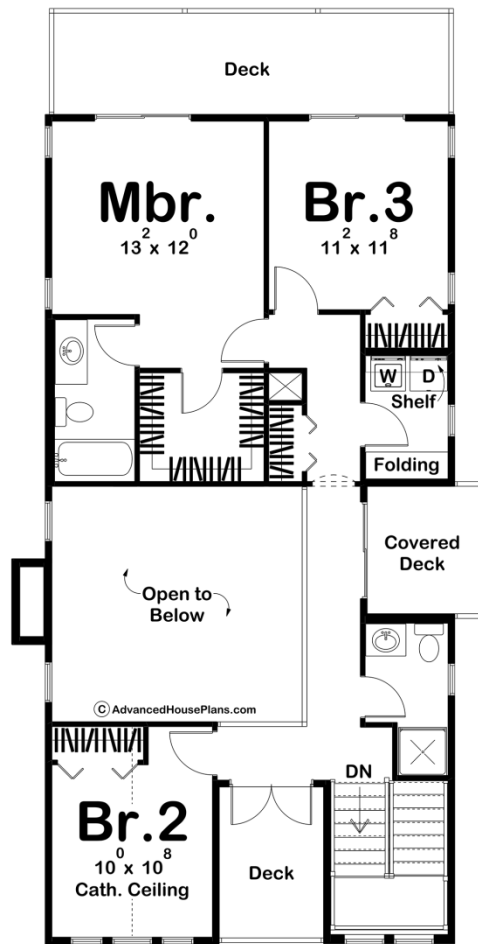 Deck
Mbr.
13² x 12⁰
Br.3
11² x 11⁸
W
D
Shelf
Folding
Covered
Deck
Open to
Below
© AdvancedHousePlans.com
DN
Br.2
10⁰ x 10⁸
Cath. Ceiling
Deck